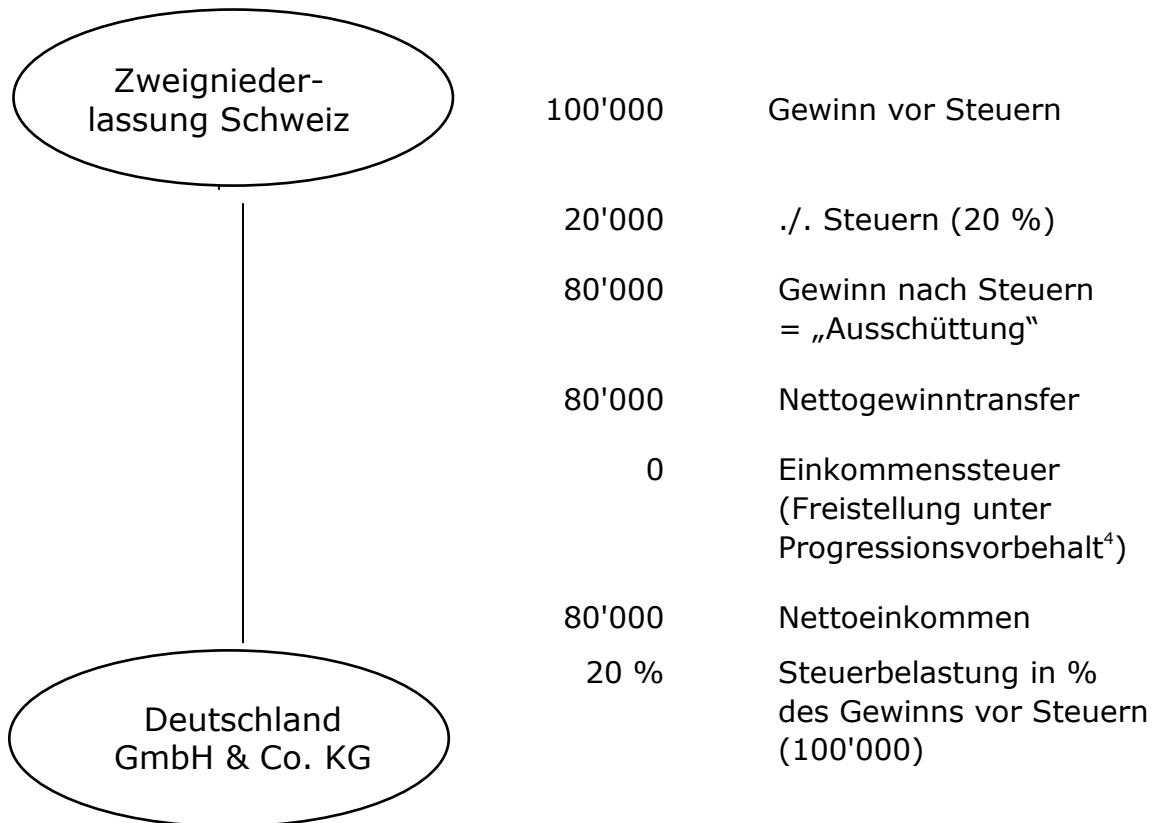 Zweignieder-
lassung Schweiz
100'000 Gewinn vor Steuern
20'000 ./. Steuern (20 %)
80'000 Gewinn nach Steuern
= „Ausschüttung“
80'000 Nettogewinntransfer
0 Einkommenssteuer
(Freistellung unter
Progressionsvorbehalt⁴)
80'000 Nettoeinkommen
20 % Steuerbelastung in %
des Gewinns vor Steuern
(100'000)
Deutschland
GmbH & Co. KG